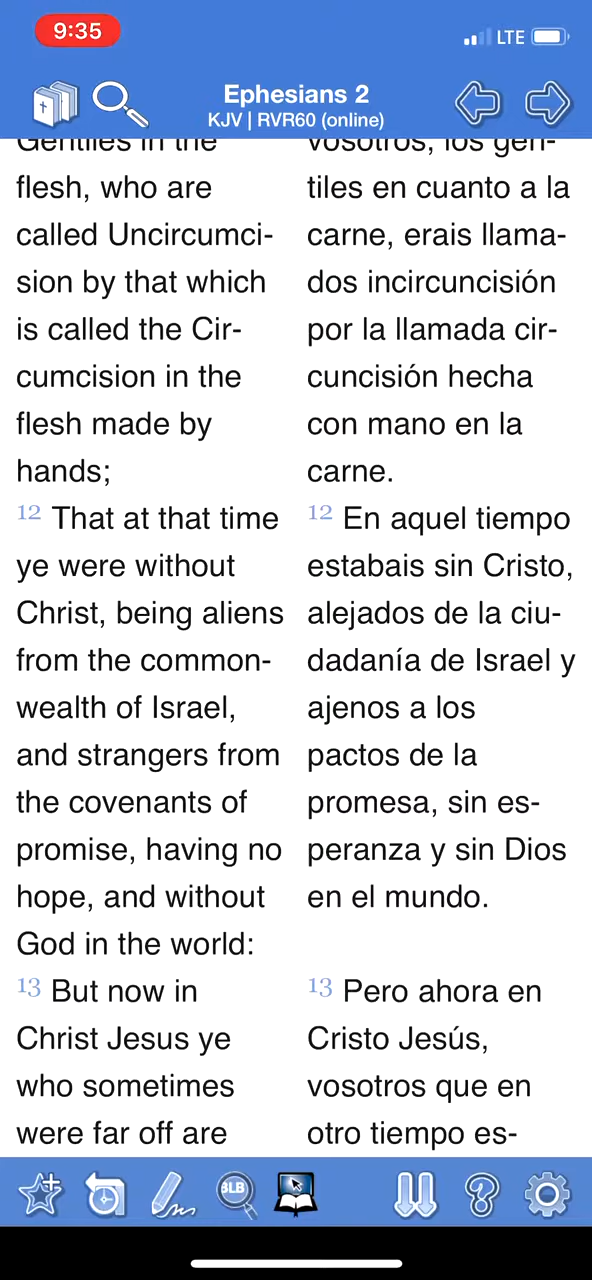 9:35
LTE
Ephesians 2
KJV | RVR60 (online)
Gentiles in the
flesh, who are
called Uncircumci-
sion by that which
is called the Cir-
cumcision in the
flesh made by
hands;
12 That at that time
ye were without
Christ, being aliens
from the common-
wealth of Israel,
and strangers from
the covenants of
promise, having no
hope, and without
God in the world:
13 But now in
Christ Jesus ye
who sometimes
were far off are
vosotros, los gen-
tiles en cuanto a la
carne, erais llama-
dos incircuncisión
por la llamada cir-
cuncisión hecha
con mano en la
carne.
12 En aquel tiempo
estabais sin Cristo,
alejados de la ciu-
dadanía de Israel y
ajenos a los
pactos de la
promesa, sin es-
peranza y sin Dios
en el mundo.
13 Pero ahora en
Cristo Jesús,
vosotros que en
otro tiempo es-
BLB